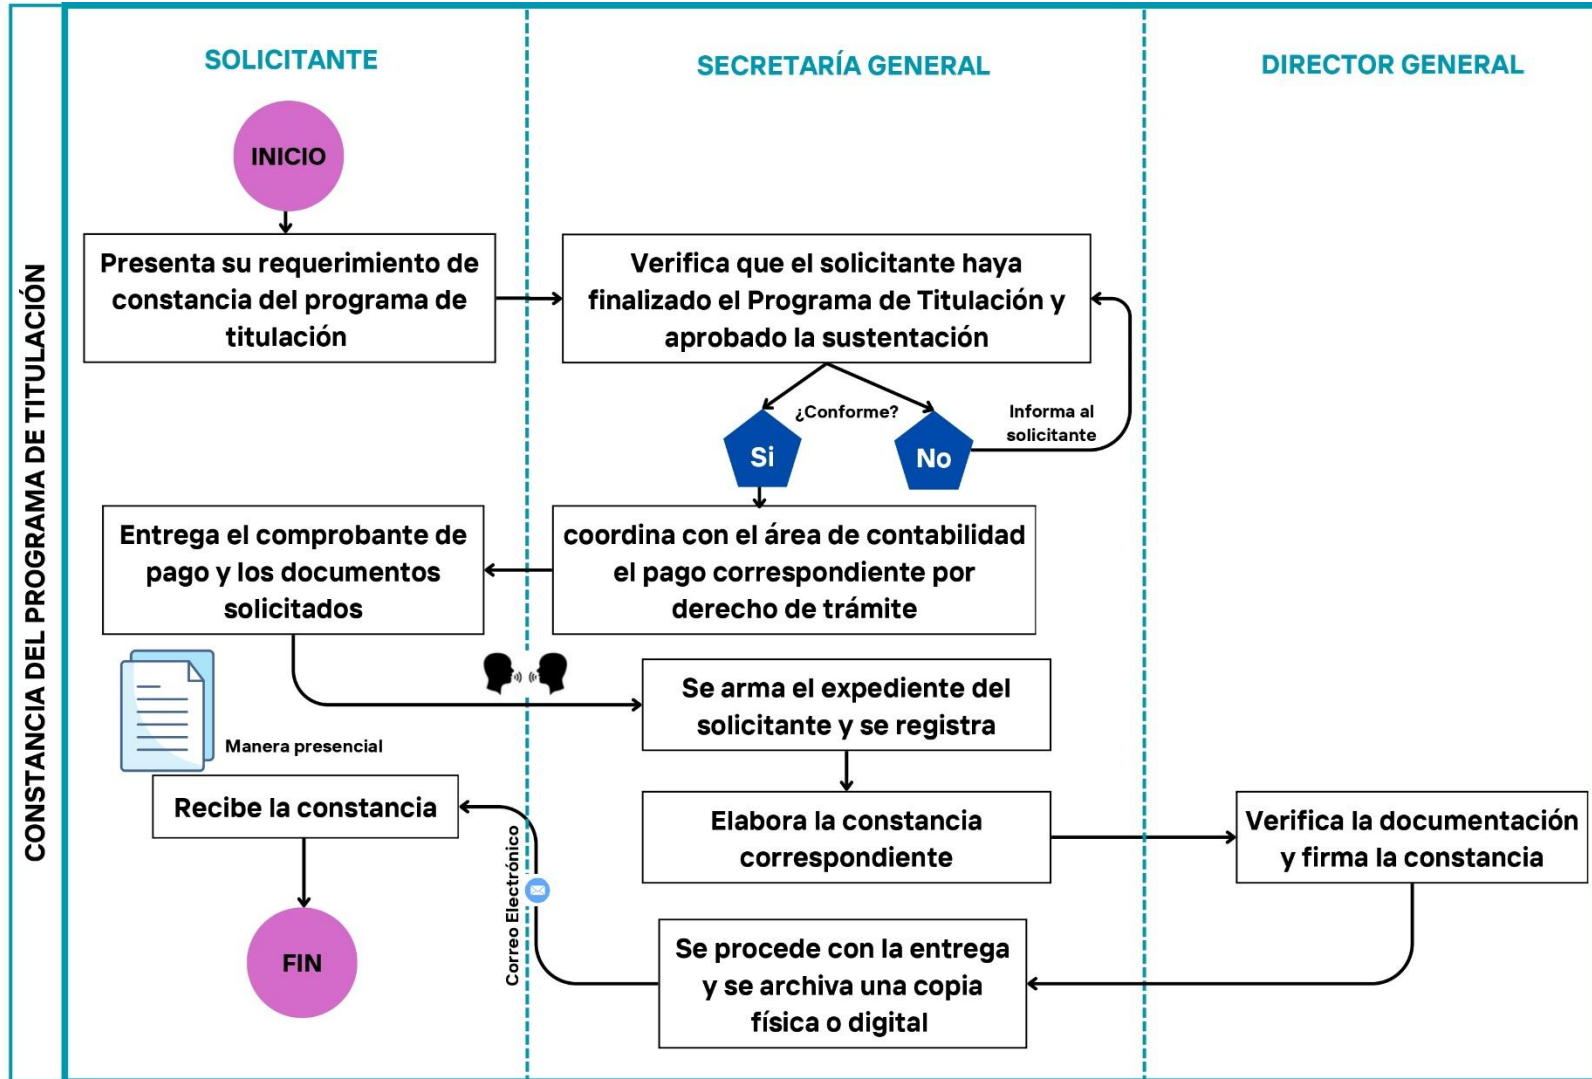 CONSTANCIA DEL PROGRAMA DE TITULACIÓN
SOLICITANTE
SECRETARÍA GENERAL
DIRECTOR GENERAL
INICIO
Presenta su requerimiento de
constancia del programa de
titulación
Verifica que el solicitante haya
finalizado el Programa de Titulación y
aprobado la sustentación
¿Conforme?
Si
No
Informa al
solicitante
coordina con el área de contabilidad
el pago correspondiente por
derecho de trámite
Entrega el comprobante de
pago y los documentos
solicitados
Manera presencial
Se arma el expediente del
solicitante y se registra
Elabora la constancia
correspondiente
Verifica la documentación
y firma la constancia
Se procede con la entrega
y se archiva una copia
física o digital
Correo Electrónico
Recibe la constancia
FIN